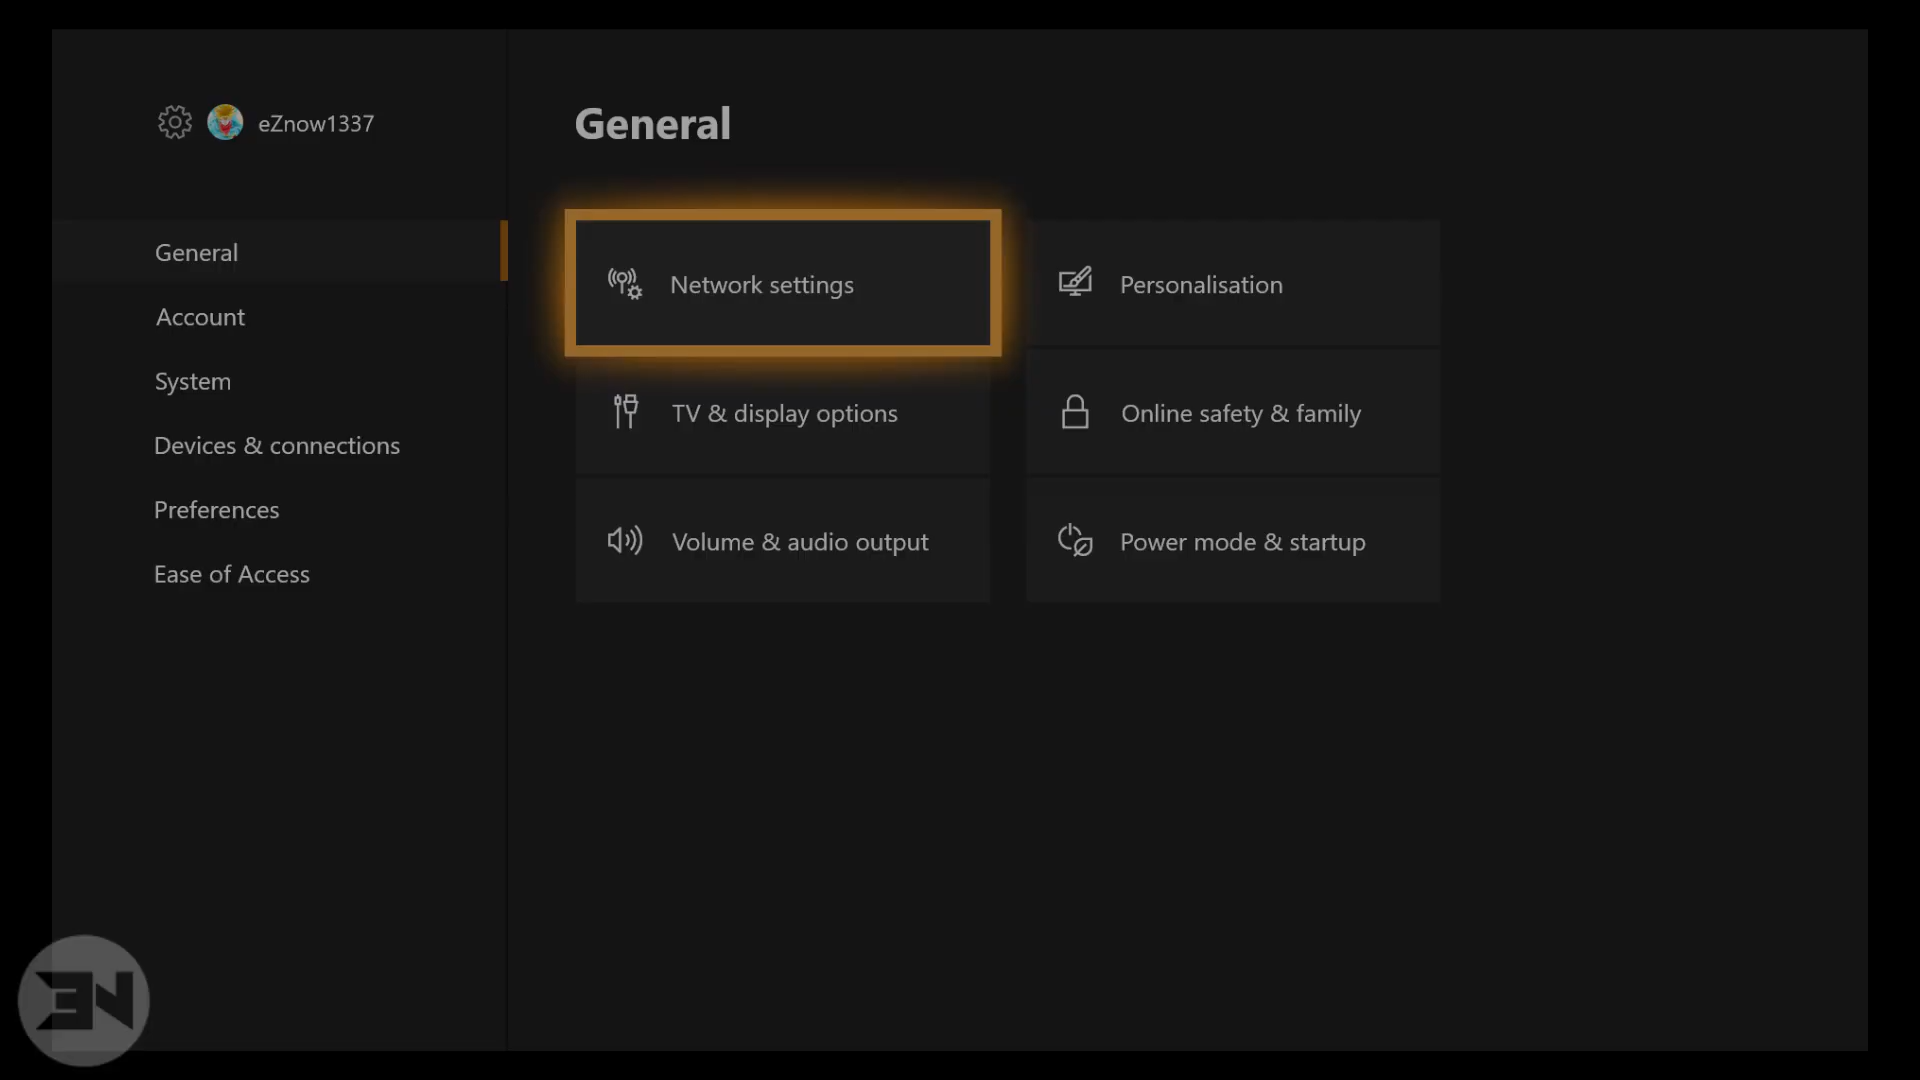 eZnow1337
General
General
Account
System
Devices & connections
Preferences
Ease of Access
Network settings
Personalisation
TV & display options
Online safety & family
Volume & audio output
Power mode & startup
EN